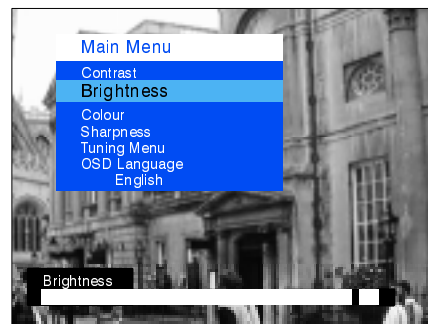 Main Menu
Contrast
Brightness
Colour
Sharpness
Tuning Menu
OSD Language
English
Brightness